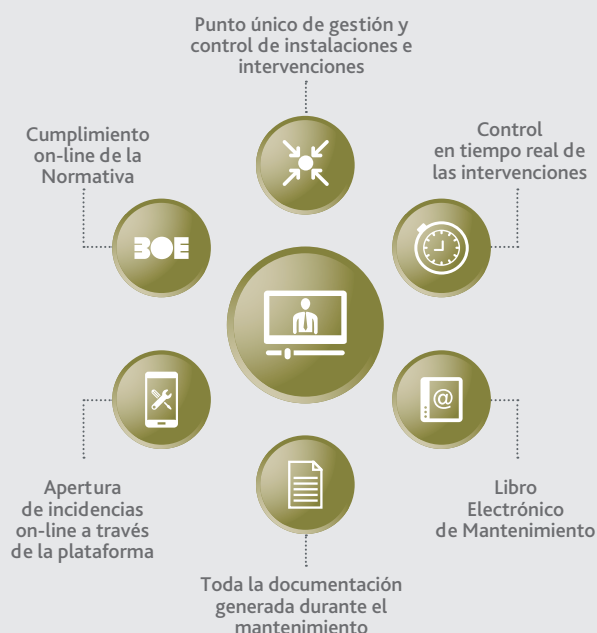 Punto único de gestión y
control de instalaciones e
intervenciones
Cumplimiento
on-line de la
Normativa
Control
en tiempo real de
las intervenciones
BOE
@
Apertura
de incidencias
on-line a través
de la plataforma
Libro
Electrónico
de Mantenimiento
Toda la documentación
generada durante el
mantenimiento